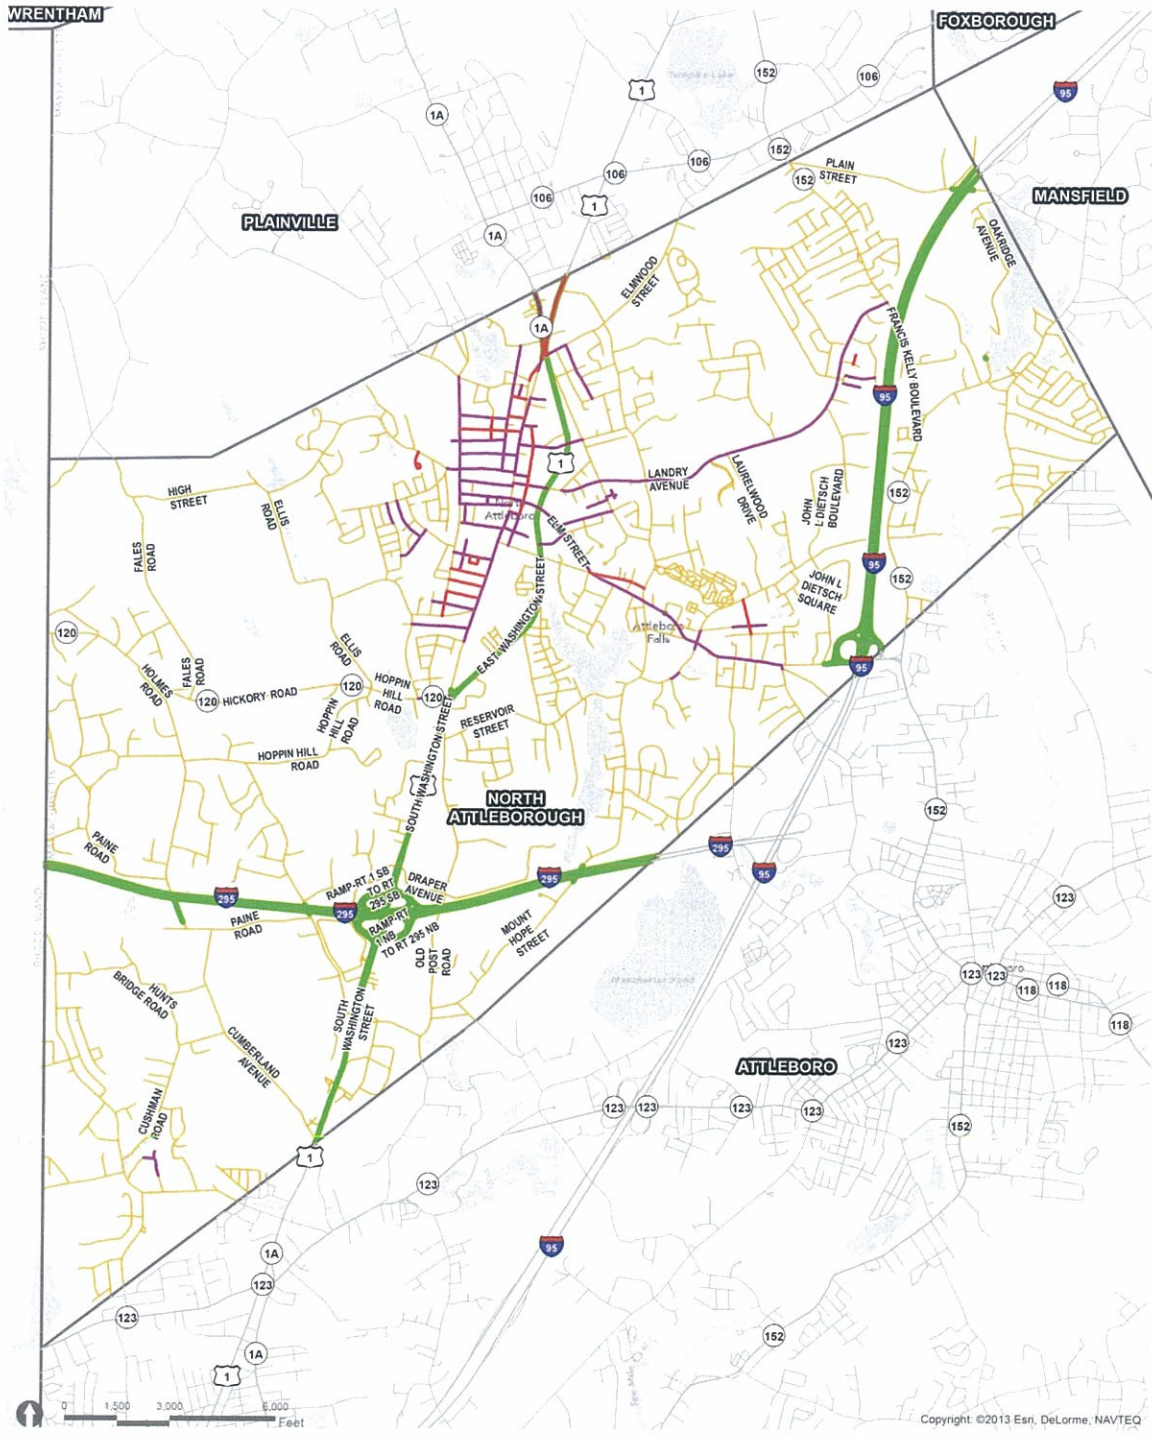 WRENTHAM
FOXBOROUGH
152
106
1
95
1A
152
106
PLAIN
STREET
106
152
MANSFIELD
106
1
PLAINVILLE
1A
OAKRIDGE
AVENUE
ELMWOOD
STREET
1A
FRANCIS KELLY BOULEVARD
95
1
LANDRY
AVENUE
LAURELWOOD
DRIVE
JOHN
L DIETSCH
BOULEVARD
152
HIGH
STREET
ELLIS
ROAD
North
Attleboro
ELM STREET
FALES
ROAD
95
152
JOHN L
DIETSCH
SQUARE
EAST WASHINGTON STREET
120
Attleboro
Falls
ELLIS
ROAD
FALES
ROAD
HOLMES
ROAD
95
120
HICKORY ROAD
120
HOPPIN
HILL
ROAD
120
HOPPIN
HILL
ROAD
RESERVOIR
STREET
HOPPIN HILL
ROAD
SOUTH WASHINGTON STREET
NORTH
ATTLEBOROUGH
152
PAINE
ROAD
295
95
295
RAMP-RT 1 SB
TO RT
295 SB
DRAPER
AVENUE
295
295
RAMP-RT
1 NB
TO RT 295 NB
PAINE
ROAD
MOUNT
HOPE
STREET
OLD
POST
ROAD
123
123
123
118
118
118
HUNTS
BRIDGE ROAD
SOUTH
WASHINGTON
STREET
CUMBERLAND
AVENUE
123
ATTLEBORO
CUSHMAN
ROAD
123
123
123
123
152
1
123
95
1A
123
123
152
1A
1
0
1,500
3,000
6,000
Feet
Copyright: ©2013 Esri, DeLorme, NAVTEQ